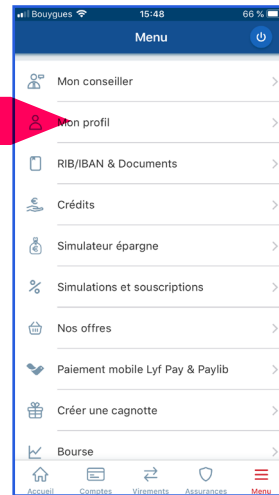 Bouygues 15:48 66 %
Menu
Mon conseiller
Mon profil
RIB/IBAN & Documents
Crédits
Simulateur épargne
Simulations et souscriptions
Nos offres
Paiement mobile Lyf Pay & Paylib
Créer une cagnotte
Bourse
Accueil Comptes Virements Assurances Menu